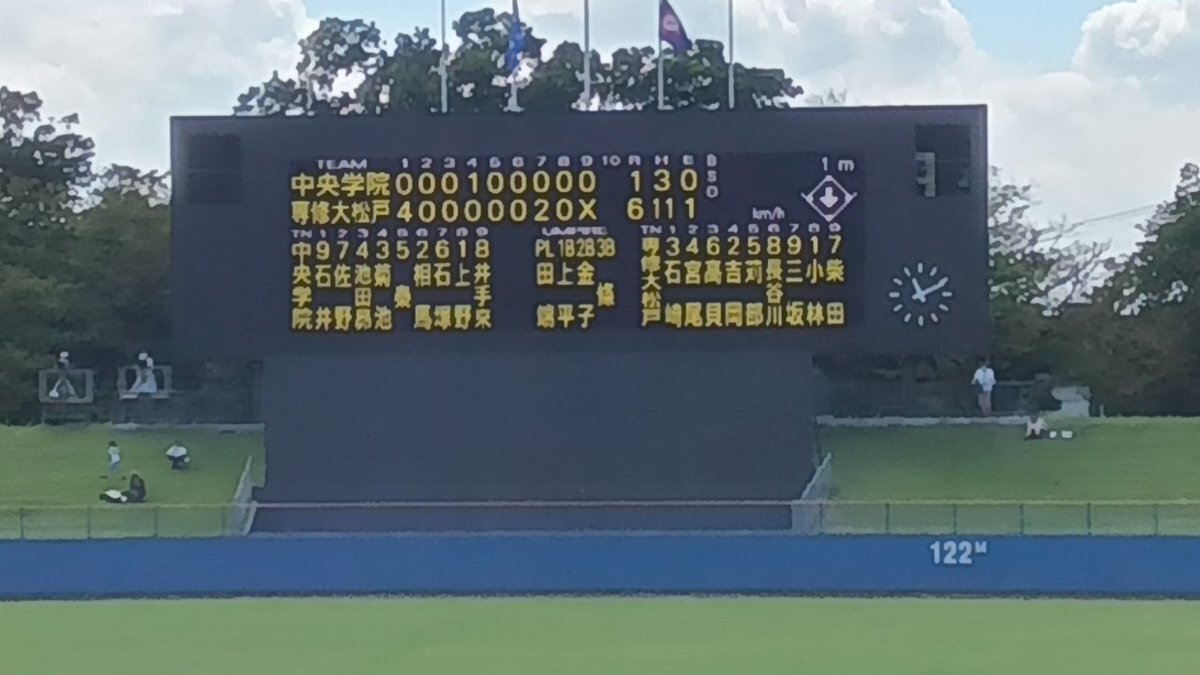 TEAM 1 2 3 4 5 6 7 8 9 10 R H E B
S
D
1 m
中央学院 0 0 0 1 0 0 0 0 0 1 3 0
専修大松戸 4 0 0 0 0 0 2 0 X 6 11 1
km/h
TN 1 2 3 4 5 6 7 8 9 UMPIRE TN 1 2 3 4 5 6 7 8 9
中央学院 9 7 4 3 5 2 6 1 8 PL 1B 2B 3B 専修大松戸 3 4 6 2 5 8 9 1 7
石井 佐野 池田 菊池 相馬 石塚 上野 井手 田 上平 金子 石崎 宮尾 吉岡 苅部 長谷川 三坂 小林 柴田
122M